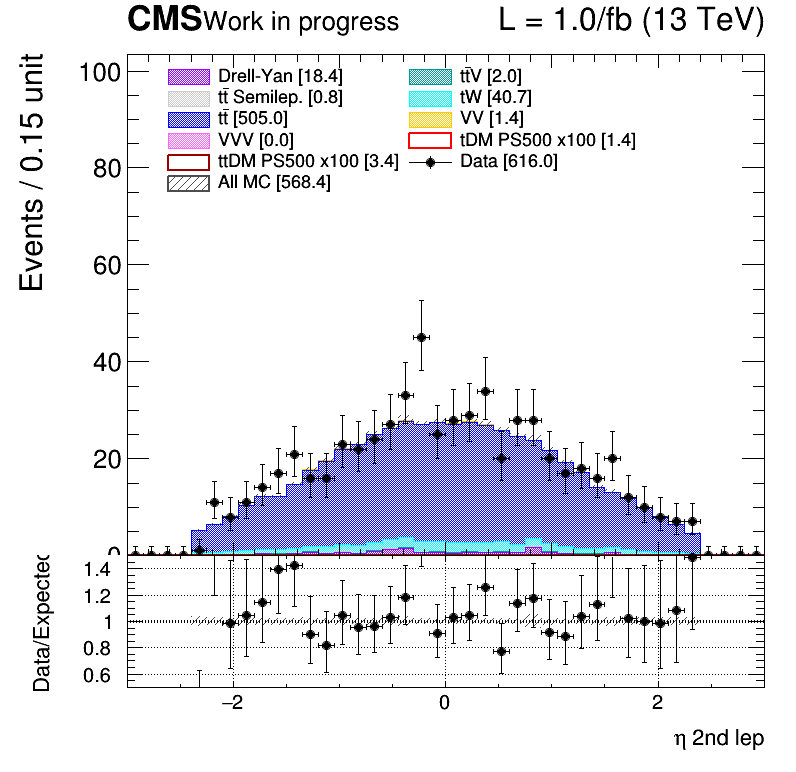 CMS Work in progress L = 1.0/fb (13 TeV)
Events / 0.15 unit
100
80
60
40
20
0
Drell-Yan [18.4]
tt̄V [2.0]
tt̄ Semilep. [0.8]
tW [40.7]
tt̄ [505.0]
VV [1.4]
VVV [0.0]
tDM PS500 x100 [1.4]
ttDM PS500 x100 [3.4]
Data [616.0]
All MC [568.4]
Data/Expected
1.4
1.2
1
0.8
0.6
−2 0 2
η 2nd lep